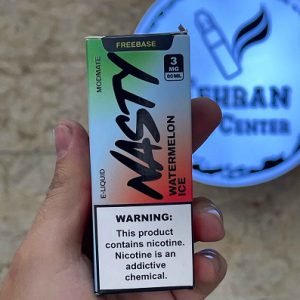 FREEBASE
MODMATE
NASTY
3
MG
60 ML
E-LIQUID
WATERMELON
ICE
WARNING:
This product
contains nicotine.
Nicotine is an
addictive
chemical.
EHRAN
CENTER